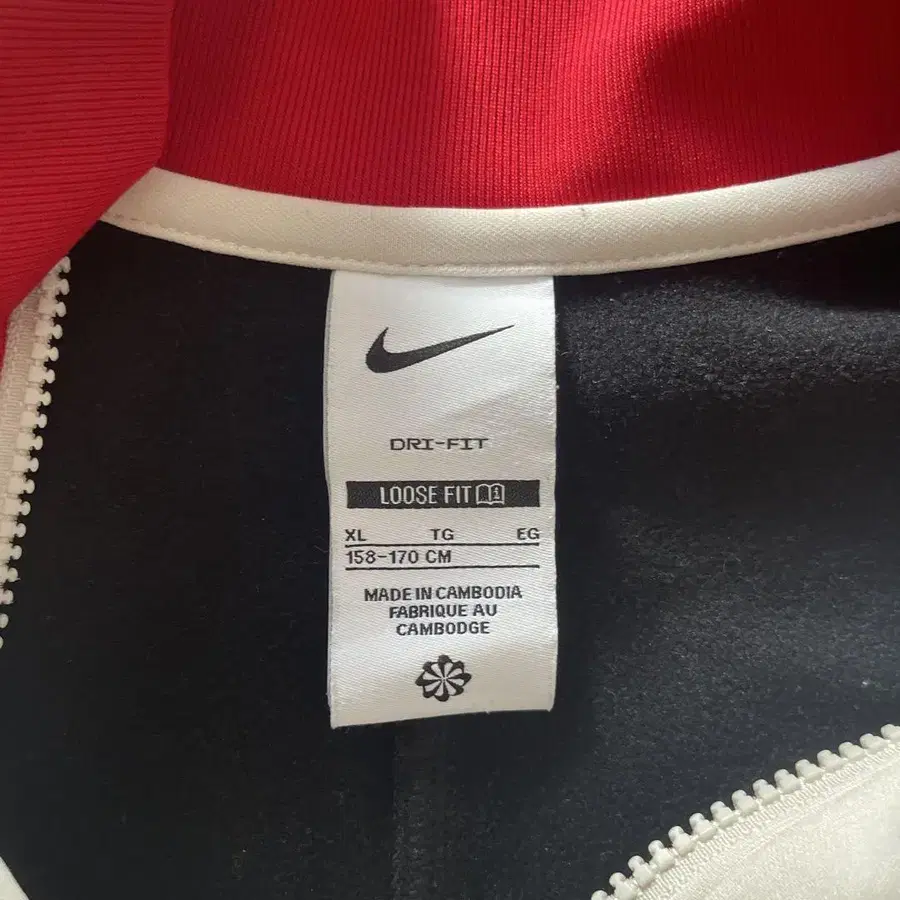 DRI-FIT
LOOSE FIT
XL TG EG
158-170 CM
MADE IN CAMBODIA
FABRIQUE AU
CAMBODGE